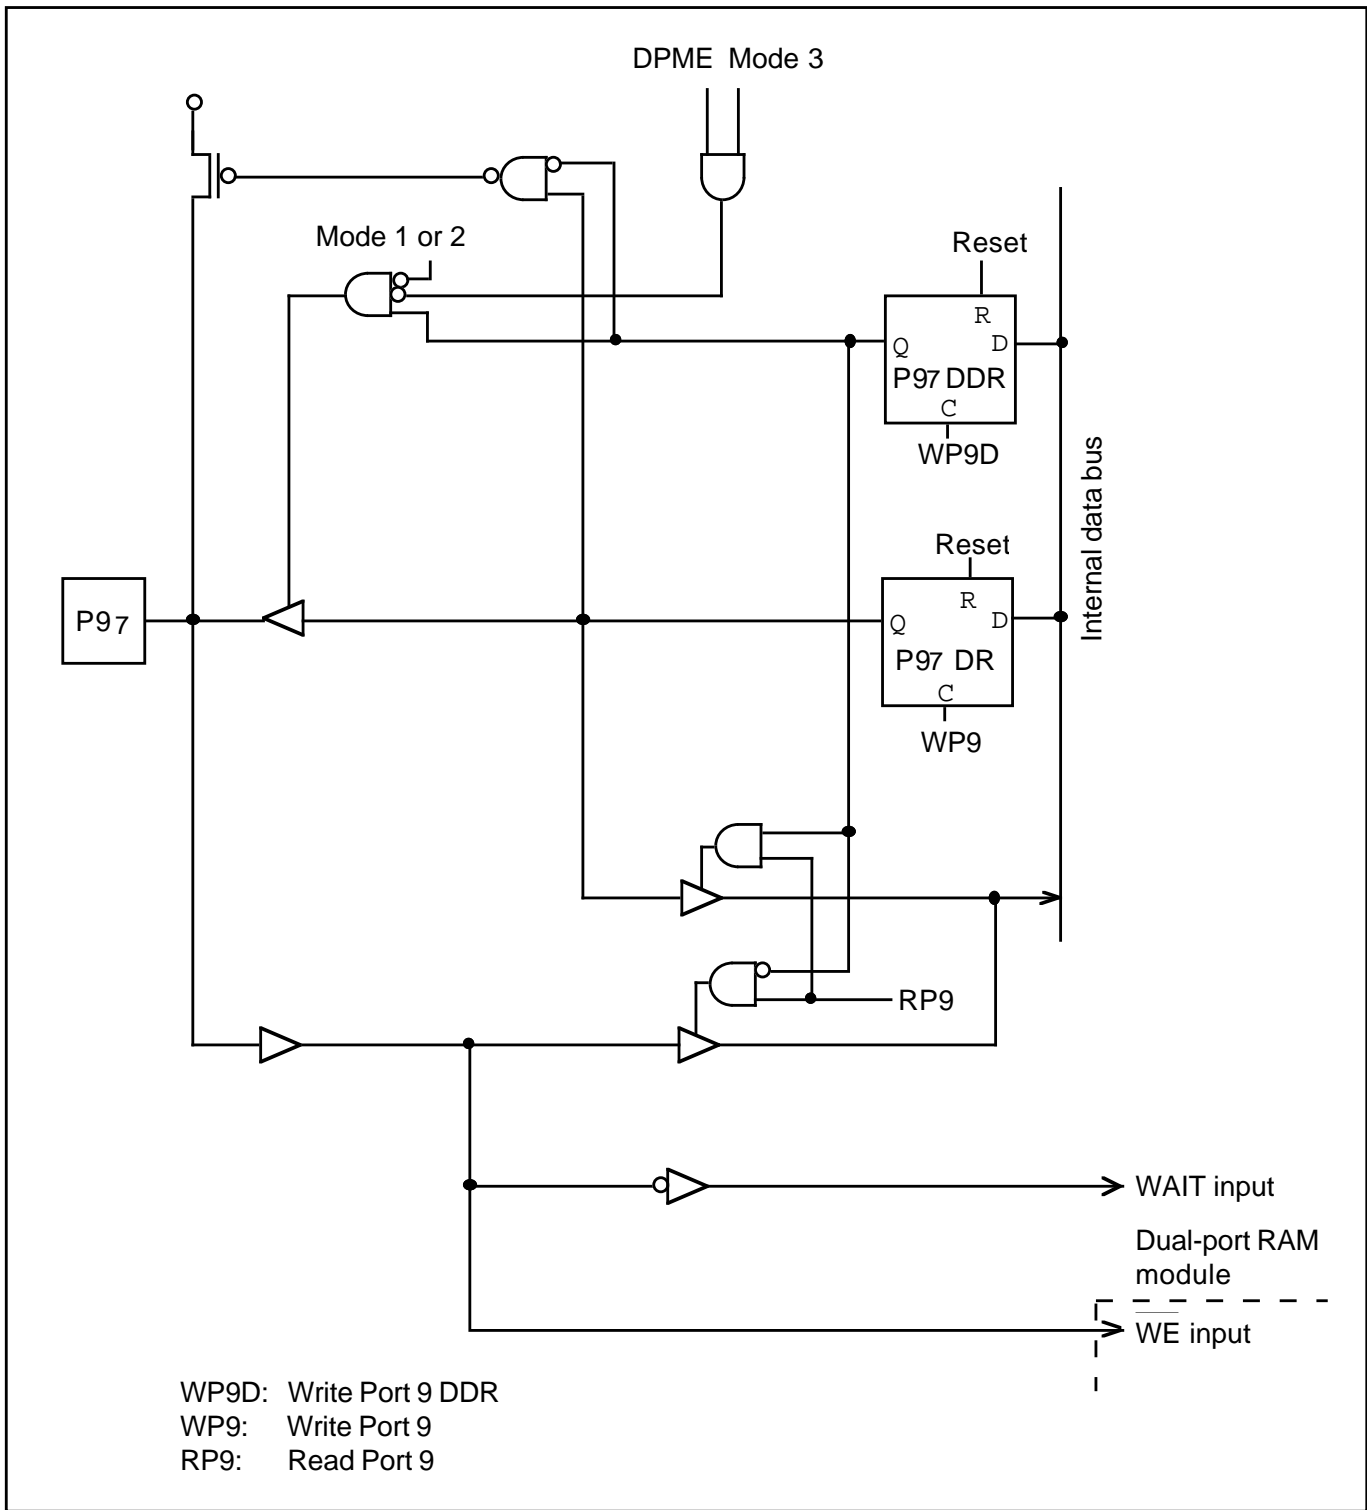 DPME Mode 3
Mode 1 or 2
Reset
R
Q D
P97 DDR
C
WP9D
Internal data bus
Reset
R
Q D
P97 DR
C
WP9
P97
RP9
WAIT input
Dual-port RAM
module
W̅E̅ input
WP9D: Write Port 9 DDR
WP9: Write Port 9
RP9: Read Port 9